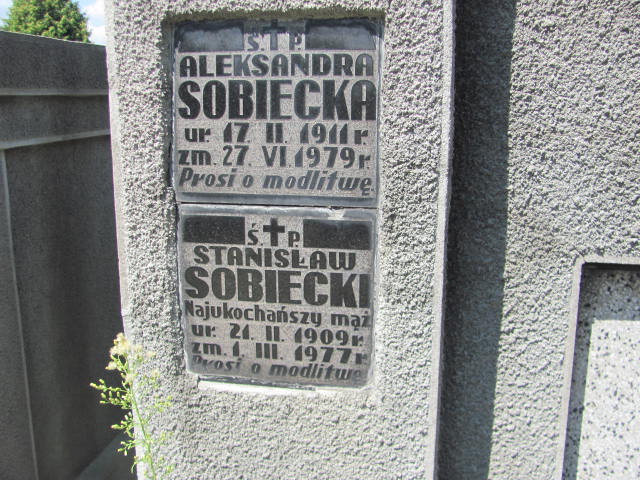 Ś † P.
ALEKSANDRA
SOBIECKA
ur. 17. II. 1911 r.
zm. 27. VI 1979 r.
Prosi o modlitwę.
Ś † P.
STANISŁAW
SOBIECKI
Najukochańszy mąż
ur. 21. II. 1909 r.
zm. 1. III. 1977 r.
Prosi o modlitwę.